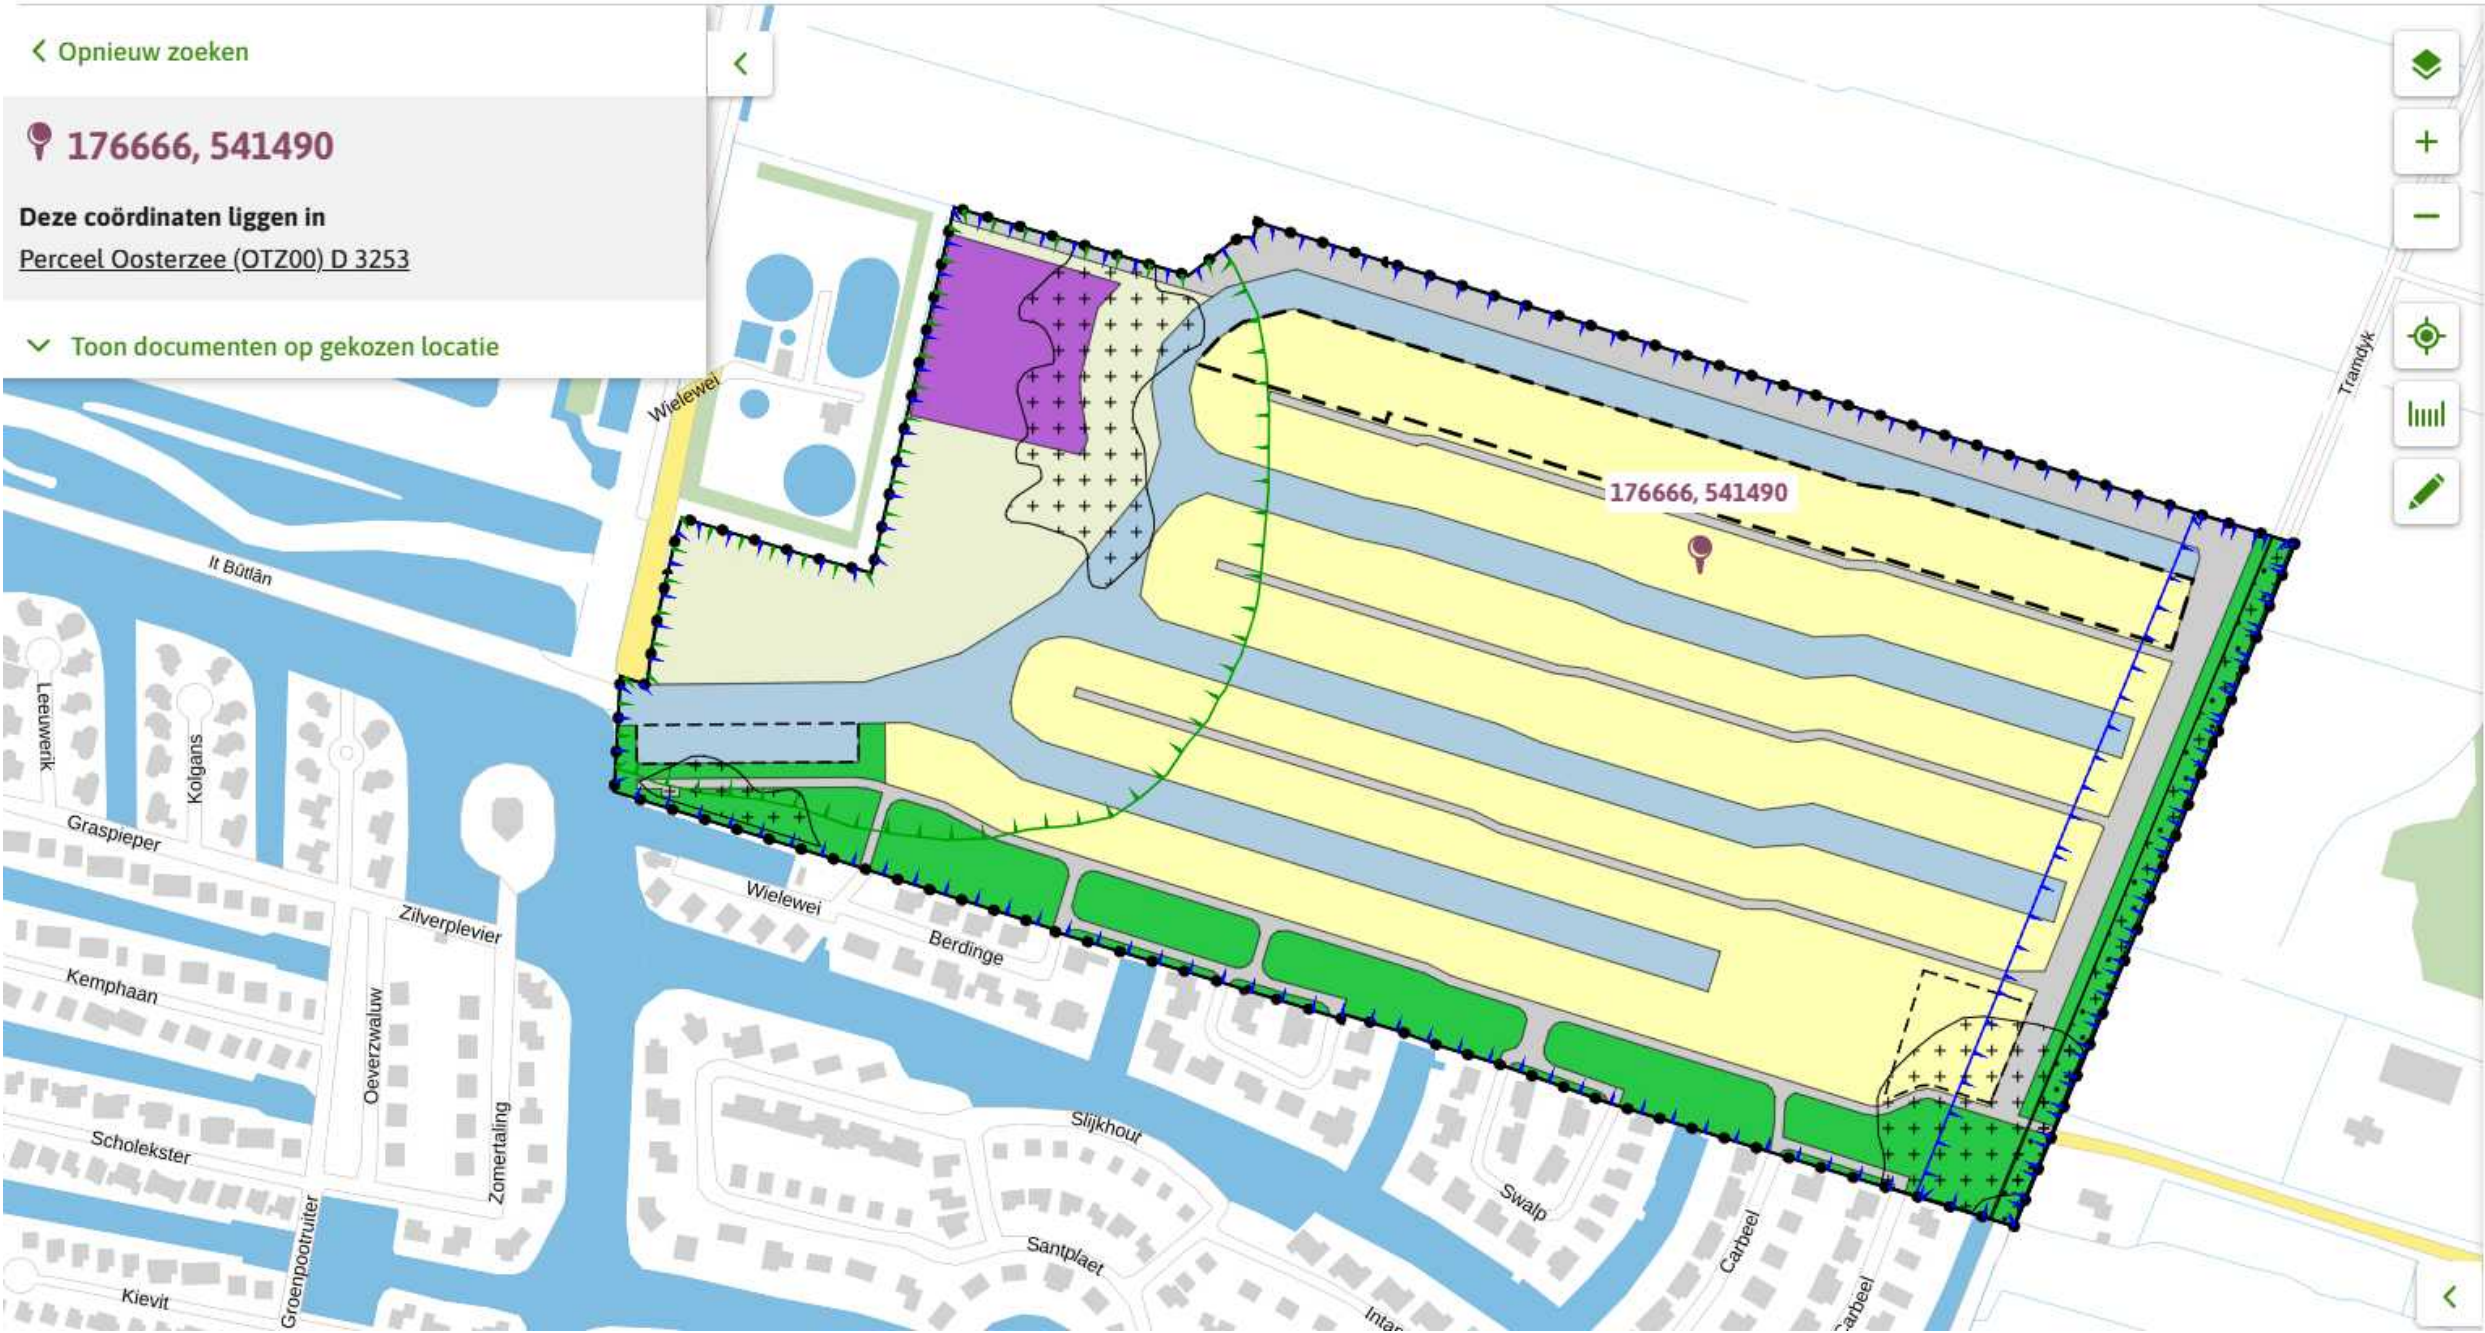 Opnieuw zoeken
176666, 541490
Deze coördinaten liggen in
Perceel Oosterzee (OTZ00) D 3253
Toon documenten op gekozen locatie
Wielewei
Tramdyk
176666, 541490
It Bûtlân
Leeuwerik
Kolgans
Graspieper
Zilverplevier
Wielewei
Berdinge
Kemphaan
Oeverzwaluw
Zomertaling
Scholekster
Groenpootruiter
Kievit
Slijkhout
Santplaet
Swalp
Carbeel
Carbeel
Intan